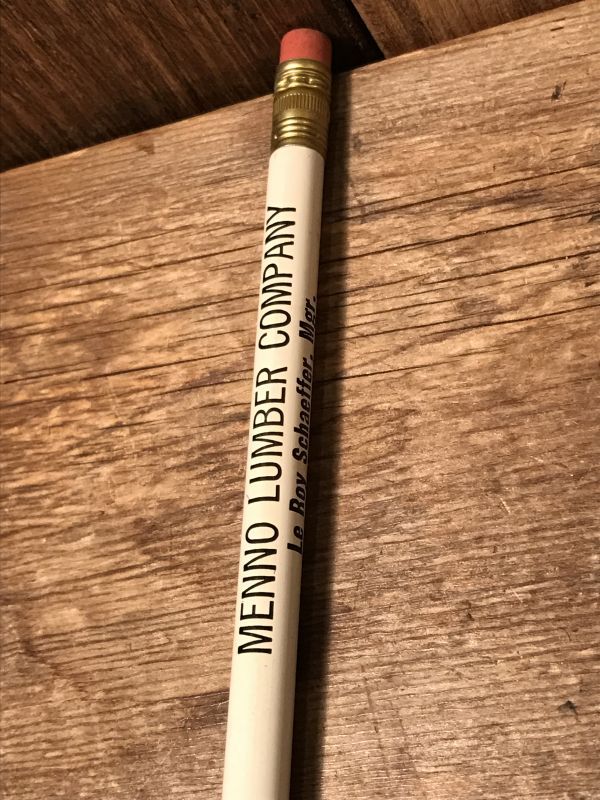 MENNO LUMBER COMPANY
Le Roy Schaeffer, Mgr.